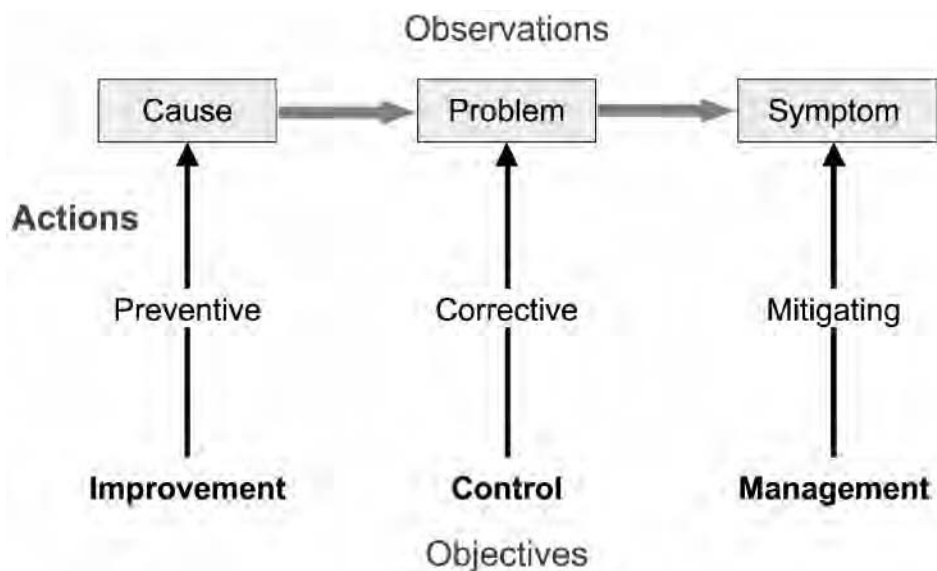 Observations
Cause Problem Symptom
Actions
Preventive Corrective Mitigating
Improvement Control Management
Objectives